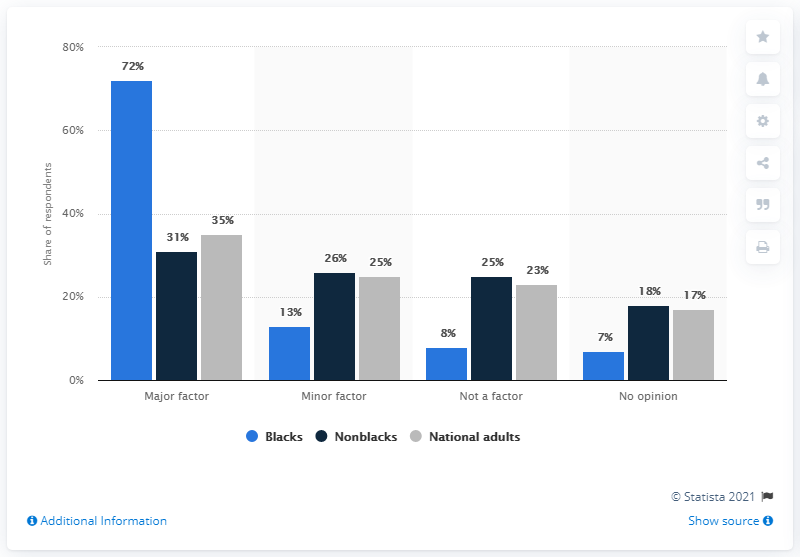 80%
60%
40%
20%
0%
Share of respondents
72%
31%
35%
13%
26%
25%
8%
25%
23%
7%
18%
17%
Major factor
Minor factor
Not a factor
No opinion
Blacks
Nonblacks
National adults
© Statista 2021
Additional Information
Show source